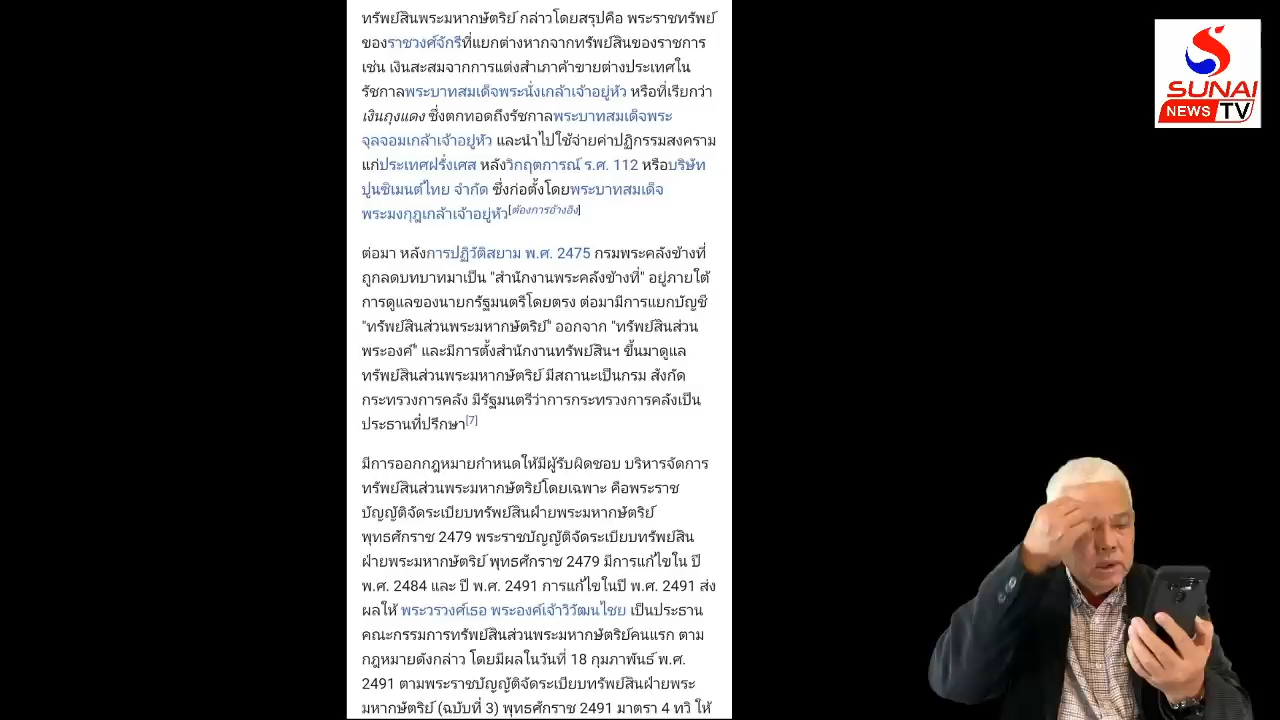 ทรัพย์สินพระมหากษัตริย์ กล่าวโดยสรุปคือ พระราชทรัพย์
ของราชวงศ์จักรีที่แยกต่างหากจากทรัพย์สินของราชการ
เช่น เงินสะสมจากการแต่งสำเภาค้าขายต่างประเทศใน
รัชกาลพระบาทสมเด็จพระนั่งเกล้าเจ้าอยู่หัว หรือที่เรียกว่า
เงินถุงแดง ซึ่งตกทอดถึงรัชกาลพระบาทสมเด็จพระ
จุลจอมเกล้าเจ้าอยู่หัว และนำไปใช้จ่ายค่าปฏิกรรมสงคราม
แก่ประเทศฝรั่งเศส หลังวิกฤตการณ์ ร.ศ. 112 หรือบริษัท
ปูนซิเมนต์ไทย จำกัด ซึ่งก่อตั้งโดยพระบาทสมเด็จ
พระมงกุฎเกล้าเจ้าอยู่หัว[ต้องการอ้างอิง]
ต่อมา หลังการปฏิวัติสยาม พ.ศ. 2475 กรมพระคลังข้างที่
ถูกลดบทบาทมาเป็น "สำนักงานพระคลังข้างที่" อยู่ภายใต้
การดูแลของนายกรัฐมนตรีโดยตรง ต่อมามีการแยกบัญชี
"ทรัพย์สินส่วนพระมหากษัตริย์" ออกจาก "ทรัพย์สินส่วน
พระองค์" และมีการตั้งสำนักงานทรัพย์สินฯ ขึ้นมาดูแล
ทรัพย์สินส่วนพระมหากษัตริย์ มีสถานะเป็นกรม สังกัด
กระทรวงการคลัง มีรัฐมนตรีว่าการกระทรวงการคลังเป็น
ประธานที่ปรึกษา[7]
มีการออกกฎหมายกำหนดให้มีผู้รับผิดชอบ บริหารจัดการ
ทรัพย์สินส่วนพระมหากษัตริย์โดยเฉพาะ คือพระราช
บัญญัติจัดระเบียบทรัพย์สินฝ่ายพระมหากษัตริย์
พุทธศักราช 2479 พระราชบัญญัติจัดระเบียบทรัพย์สิน
ฝ่ายพระมหากษัตริย์ พุทธศักราช 2479 มีการแก้ไขใน ปี
พ.ศ. 2484 และ ปี พ.ศ. 2491 การแก้ไขในปี พ.ศ. 2491 ส่ง
ผลให้ พระวรวงศ์เธอ พระองค์เจ้าวิวัฒนไชย เป็นประธาน
คณะกรรมการทรัพย์สินส่วนพระมหากษัตริย์คนแรก ตาม
กฎหมายดังกล่าว โดยมีผลในวันที่ 18 กุมภาพันธ์ พ.ศ.
2491 ตามพระราชบัญญัติจัดระเบียบทรัพย์สินฝ่ายพระ
มหากษัตริย์ (ฉบับที่ 3) พุทธศักราช 2491 มาตรา 4 ทวิ ให้
SUNAI
NEWS TV